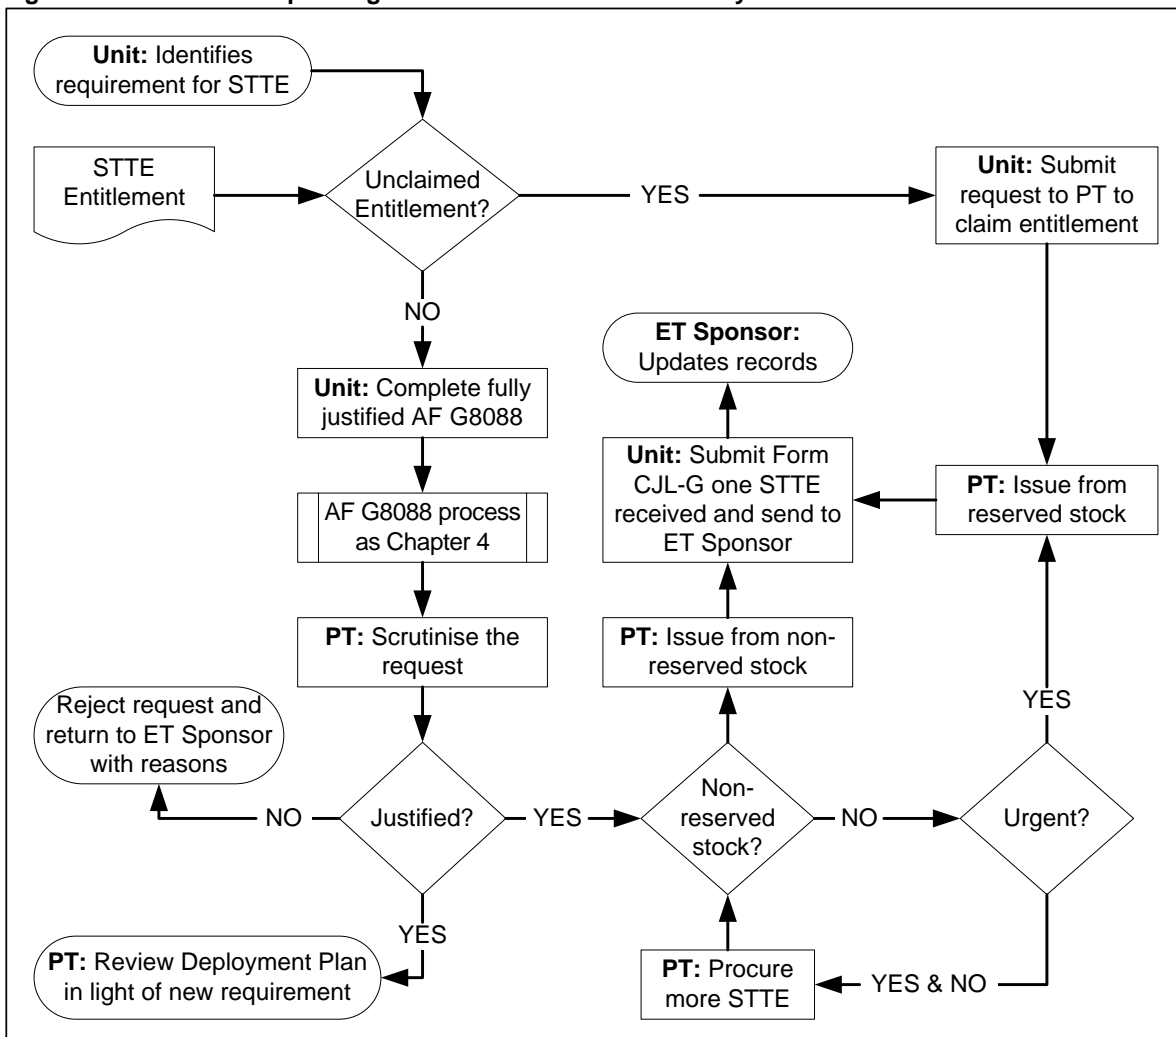 Unit: Identifies
requirement for STTE
STTE
Entitlement
Unclaimed
Entitlement?
YES
Unit: Submit
request to PT to
claim entitlement
NO
ET Sponsor:
Updates records
Unit: Complete fully
justified AF G8088
Unit: Submit Form
CJL-G one STTE
received and send to
ET Sponsor
PT: Issue from
reserved stock
AF G8088 process
as Chapter 4
PT: Scrutinise the
request
PT: Issue from non-
reserved stock
YES
Reject request and
return to ET Sponsor
with reasons
NO
Justified?
YES
Non-
reserved
stock?
NO
Urgent?
YES
PT: Review Deployment Plan
in light of new requirement
PT: Procure
more STTE
YES & NO